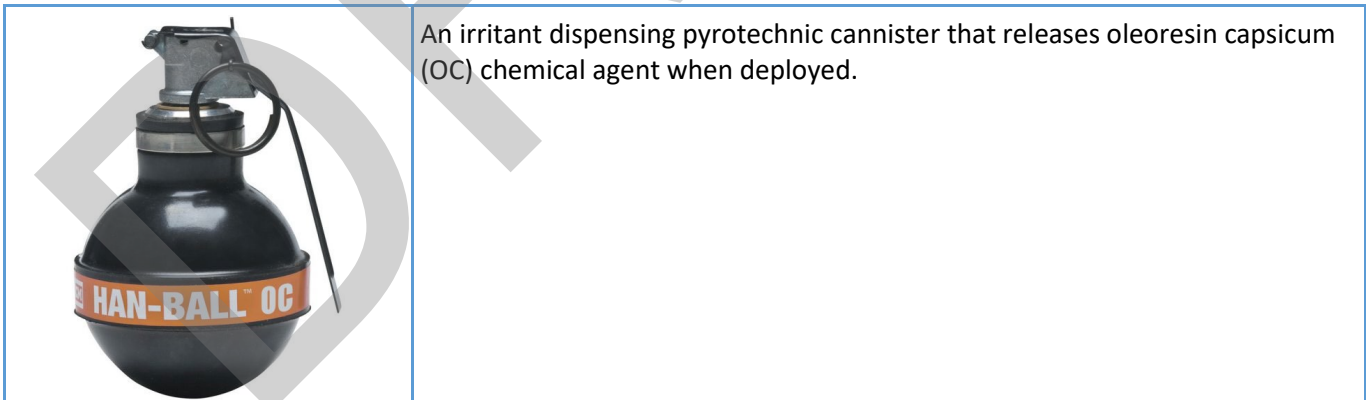 An irritant dispensing pyrotechnic cannister that releases oleoresin capsicum
(OC) chemical agent when deployed.
HAN-BALL™ OC